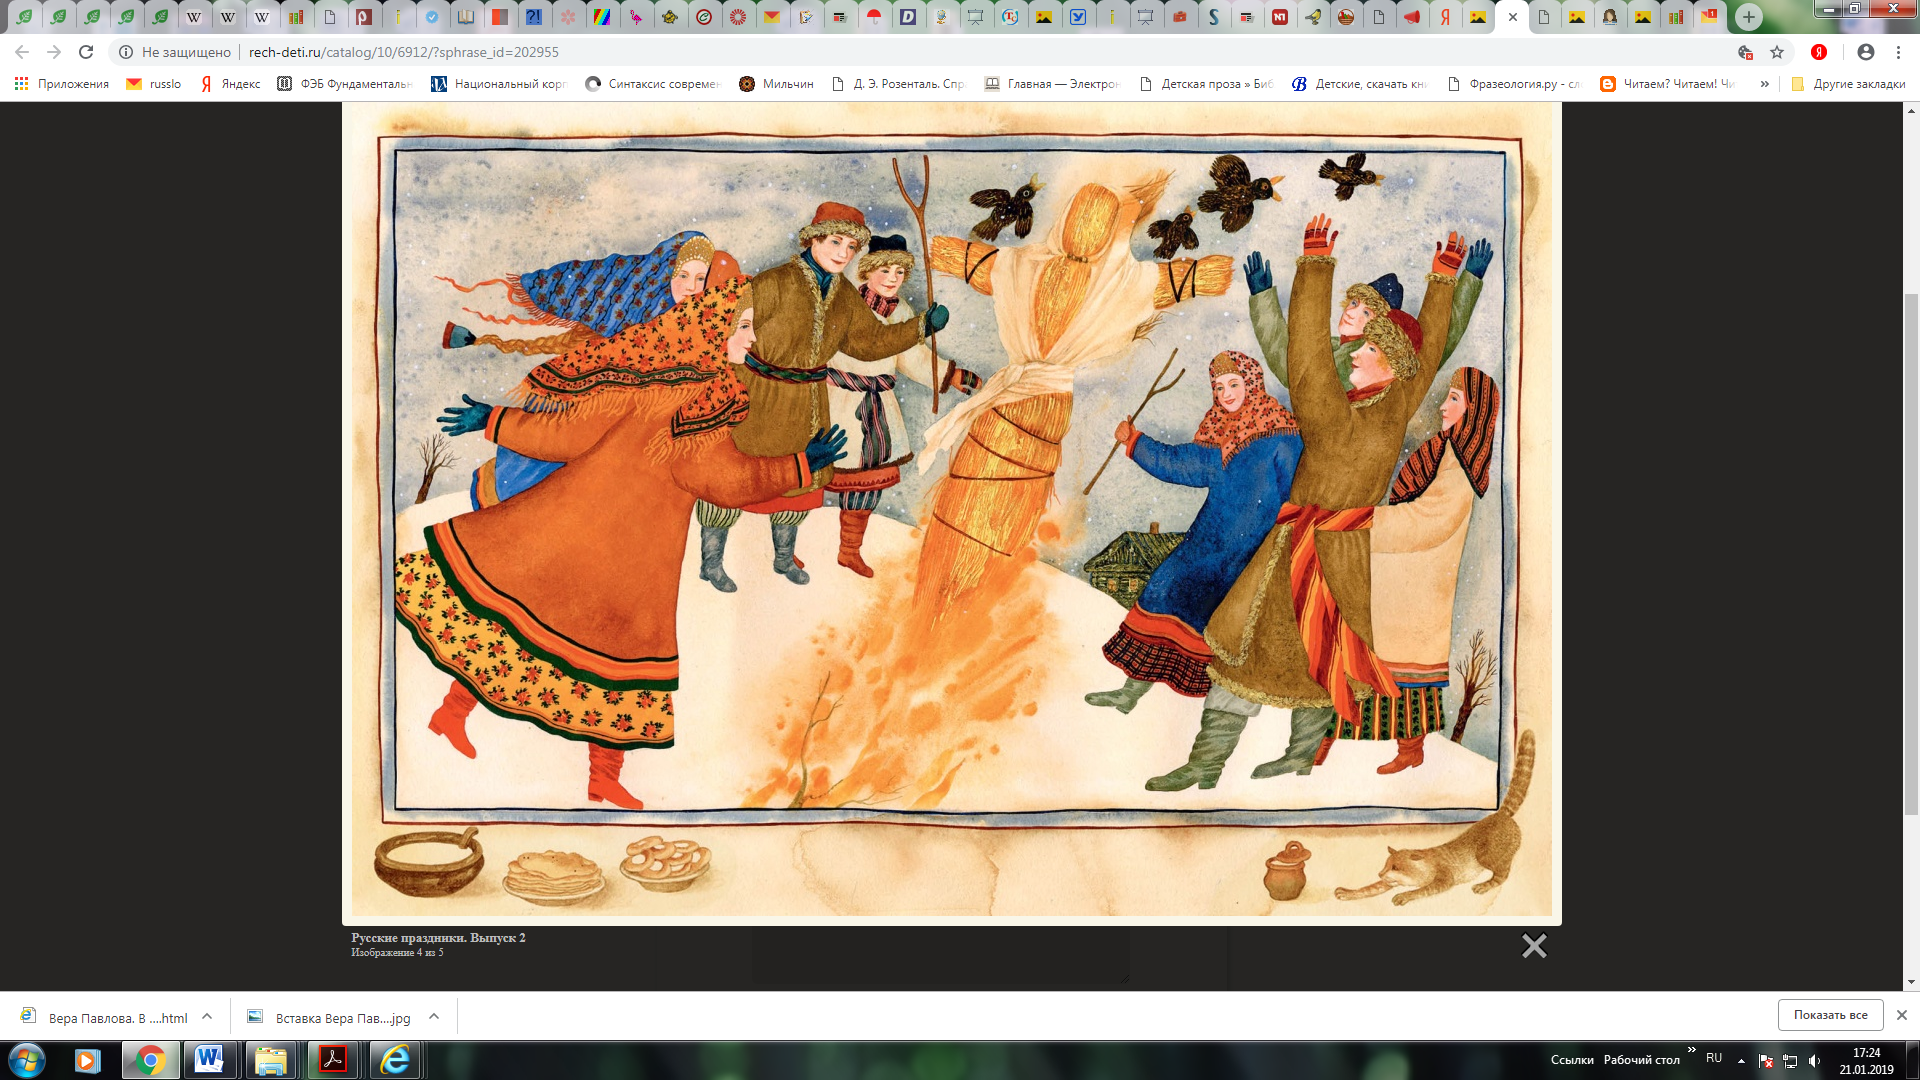 Не защищено
rech-deti.ru/catalog/10/6912/?sphrase_id=202955
Приложения
russlo
Яндекс
ФЭБ Фундаменталь
Национальный корп
Синтаксис современ
Мильчин
Д. Э. Розенталь. Спр
Главная — Электрон
Детская проза » Биб
Детские, скачать кни
Фразеология.ру - сл
Читаем? Читаем! Чи
»
Другие закладки
Русские праздники. Выпуск 2
Изображение 4 из 5
Вера Павлова. В ....html
Вставка Вера Пав....jpg
Показать все
Ссылки
Рабочий стол
»
RU
17:24
21.01.2019